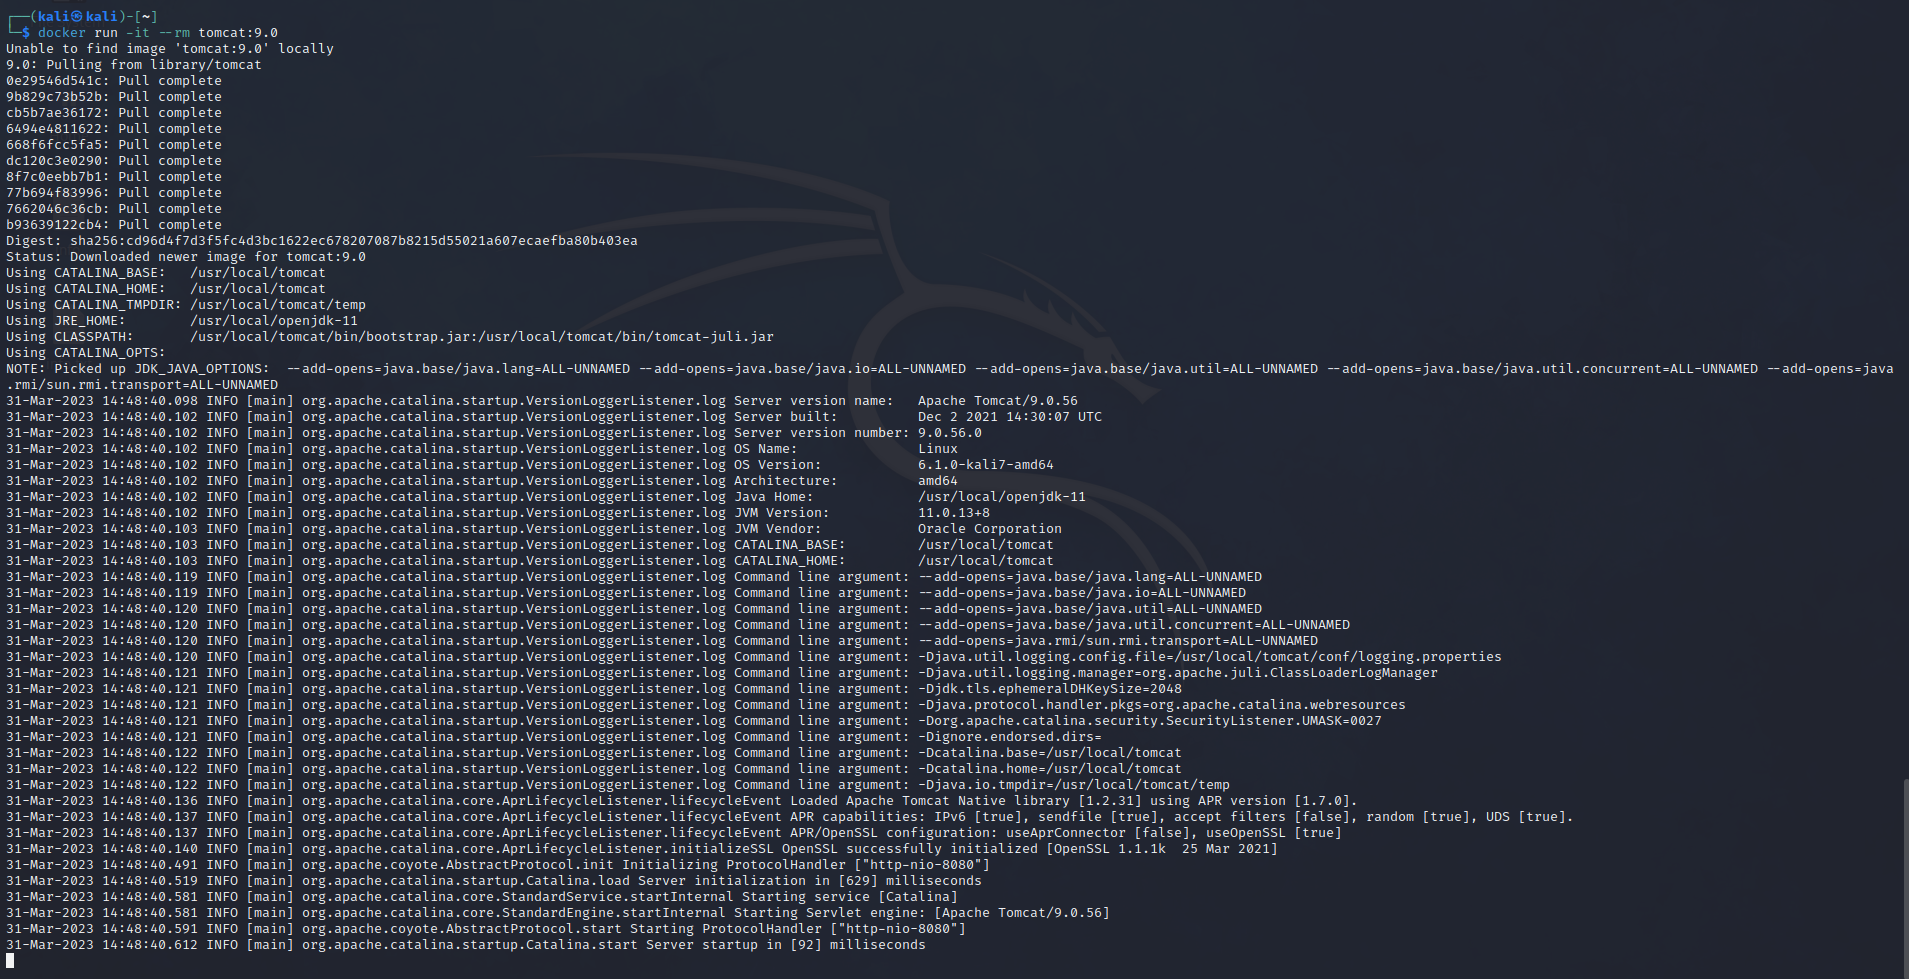 ┌──(kali㉿kali)-[~]
└─$ docker run -it --rm tomcat:9.0
Unable to find image 'tomcat:9.0' locally
9.0: Pulling from library/tomcat
0e29546d541c: Pull complete
9b829c73b52b: Pull complete
cb5b7ae36172: Pull complete
6494e4811622: Pull complete
668f6fcc5fa5: Pull complete
dc120c3e0290: Pull complete
8f7c0eebb7b1: Pull complete
77b694f83996: Pull complete
7662046c36cb: Pull complete
b93639122cb4: Pull complete
Digest: sha256:cd96d4f7d3f5fc4d3bc1622ec678207087b8215d55021a607ecaefba80b403ea
Status: Downloaded newer image for tomcat:9.0
Using CATALINA_BASE:   /usr/local/tomcat
Using CATALINA_HOME:   /usr/local/tomcat
Using CATALINA_TMPDIR: /usr/local/tomcat/temp
Using JRE_HOME:        /usr/local/openjdk-11
Using CLASSPATH:       /usr/local/tomcat/bin/bootstrap.jar:/usr/local/tomcat/bin/tomcat-juli.jar
Using CATALINA_OPTS:
NOTE: Picked up JDK_JAVA_OPTIONS:  --add-opens=java.base/java.lang=ALL-UNNAMED --add-opens=java.base/java.io=ALL-UNNAMED --add-opens=java.base/java.util=ALL-UNNAMED --add-opens=java.base/java.util.concurrent=ALL-UNNAMED --add-opens=java
.rmi/sun.rmi.transport=ALL-UNNAMED
31-Mar-2023 14:48:40.098 INFO [main] org.apache.catalina.startup.VersionLoggerListener.log Server version name:   Apache Tomcat/9.0.56
31-Mar-2023 14:48:40.102 INFO [main] org.apache.catalina.startup.VersionLoggerListener.log Server built:          Dec 2 2021 14:30:07 UTC
31-Mar-2023 14:48:40.102 INFO [main] org.apache.catalina.startup.VersionLoggerListener.log Server version number: 9.0.56.0
31-Mar-2023 14:48:40.102 INFO [main] org.apache.catalina.startup.VersionLoggerListener.log OS Name:               Linux
31-Mar-2023 14:48:40.102 INFO [main] org.apache.catalina.startup.VersionLoggerListener.log OS Version:            6.1.0-kali7-amd64
31-Mar-2023 14:48:40.102 INFO [main] org.apache.catalina.startup.VersionLoggerListener.log Architecture:          amd64
31-Mar-2023 14:48:40.102 INFO [main] org.apache.catalina.startup.VersionLoggerListener.log Java Home:             /usr/local/openjdk-11
31-Mar-2023 14:48:40.102 INFO [main] org.apache.catalina.startup.VersionLoggerListener.log JVM Version:           11.0.13+8
31-Mar-2023 14:48:40.103 INFO [main] org.apache.catalina.startup.VersionLoggerListener.log JVM Vendor:            Oracle Corporation
31-Mar-2023 14:48:40.103 INFO [main] org.apache.catalina.startup.VersionLoggerListener.log CATALINA_BASE:         /usr/local/tomcat
31-Mar-2023 14:48:40.103 INFO [main] org.apache.catalina.startup.VersionLoggerListener.log CATALINA_HOME:         /usr/local/tomcat
31-Mar-2023 14:48:40.119 INFO [main] org.apache.catalina.startup.VersionLoggerListener.log Command line argument: --add-opens=java.base/java.lang=ALL-UNNAMED
31-Mar-2023 14:48:40.119 INFO [main] org.apache.catalina.startup.VersionLoggerListener.log Command line argument: --add-opens=java.base/java.io=ALL-UNNAMED
31-Mar-2023 14:48:40.120 INFO [main] org.apache.catalina.startup.VersionLoggerListener.log Command line argument: --add-opens=java.base/java.util=ALL-UNNAMED
31-Mar-2023 14:48:40.120 INFO [main] org.apache.catalina.startup.VersionLoggerListener.log Command line argument: --add-opens=java.base/java.util.concurrent=ALL-UNNAMED
31-Mar-2023 14:48:40.120 INFO [main] org.apache.catalina.startup.VersionLoggerListener.log Command line argument: --add-opens=java.rmi/sun.rmi.transport=ALL-UNNAMED
31-Mar-2023 14:48:40.120 INFO [main] org.apache.catalina.startup.VersionLoggerListener.log Command line argument: -Djava.util.logging.config.file=/usr/local/tomcat/conf/logging.properties
31-Mar-2023 14:48:40.121 INFO [main] org.apache.catalina.startup.VersionLoggerListener.log Command line argument: -Djava.util.logging.manager=org.apache.juli.ClassLoaderLogManager
31-Mar-2023 14:48:40.121 INFO [main] org.apache.catalina.startup.VersionLoggerListener.log Command line argument: -Djdk.tls.ephemeralDHKeySize=2048
31-Mar-2023 14:48:40.121 INFO [main] org.apache.catalina.startup.VersionLoggerListener.log Command line argument: -Djava.protocol.handler.pkgs=org.apache.catalina.webresources
31-Mar-2023 14:48:40.121 INFO [main] org.apache.catalina.startup.VersionLoggerListener.log Command line argument: -Dorg.apache.catalina.security.SecurityListener.UMASK=0027
31-Mar-2023 14:48:40.121 INFO [main] org.apache.catalina.startup.VersionLoggerListener.log Command line argument: -Dignore.endorsed.dirs=
31-Mar-2023 14:48:40.122 INFO [main] org.apache.catalina.startup.VersionLoggerListener.log Command line argument: -Dcatalina.base=/usr/local/tomcat
31-Mar-2023 14:48:40.122 INFO [main] org.apache.catalina.startup.VersionLoggerListener.log Command line argument: -Dcatalina.home=/usr/local/tomcat
31-Mar-2023 14:48:40.122 INFO [main] org.apache.catalina.startup.VersionLoggerListener.log Command line argument: -Djava.io.tmpdir=/usr/local/tomcat/temp
31-Mar-2023 14:48:40.136 INFO [main] org.apache.catalina.core.AprLifecycleListener.lifecycleEvent Loaded Apache Tomcat Native library [1.2.31] using APR version [1.7.0].
31-Mar-2023 14:48:40.137 INFO [main] org.apache.catalina.core.AprLifecycleListener.lifecycleEvent APR capabilities: IPv6 [true], sendfile [true], accept filters [false], random [true], UDS [true].
31-Mar-2023 14:48:40.137 INFO [main] org.apache.catalina.core.AprLifecycleListener.lifecycleEvent APR/OpenSSL configuration: useAprConnector [false], useOpenSSL [true]
31-Mar-2023 14:48:40.140 INFO [main] org.apache.catalina.core.AprLifecycleListener.initializeSSL OpenSSL successfully initialized [OpenSSL 1.1.1k  25 Mar 2021]
31-Mar-2023 14:48:40.491 INFO [main] org.apache.coyote.AbstractProtocol.init Initializing ProtocolHandler ["http-nio-8080"]
31-Mar-2023 14:48:40.519 INFO [main] org.apache.catalina.startup.Catalina.load Server initialization in [629] milliseconds
31-Mar-2023 14:48:40.581 INFO [main] org.apache.catalina.core.StandardService.startInternal Starting service [Catalina]
31-Mar-2023 14:48:40.581 INFO [main] org.apache.catalina.core.StandardEngine.startInternal Starting Servlet engine: [Apache Tomcat/9.0.56]
31-Mar-2023 14:48:40.591 INFO [main] org.apache.coyote.AbstractProtocol.start Starting ProtocolHandler ["http-nio-8080"]
31-Mar-2023 14:48:40.612 INFO [main] org.apache.catalina.startup.Catalina.start Server startup in [92] milliseconds